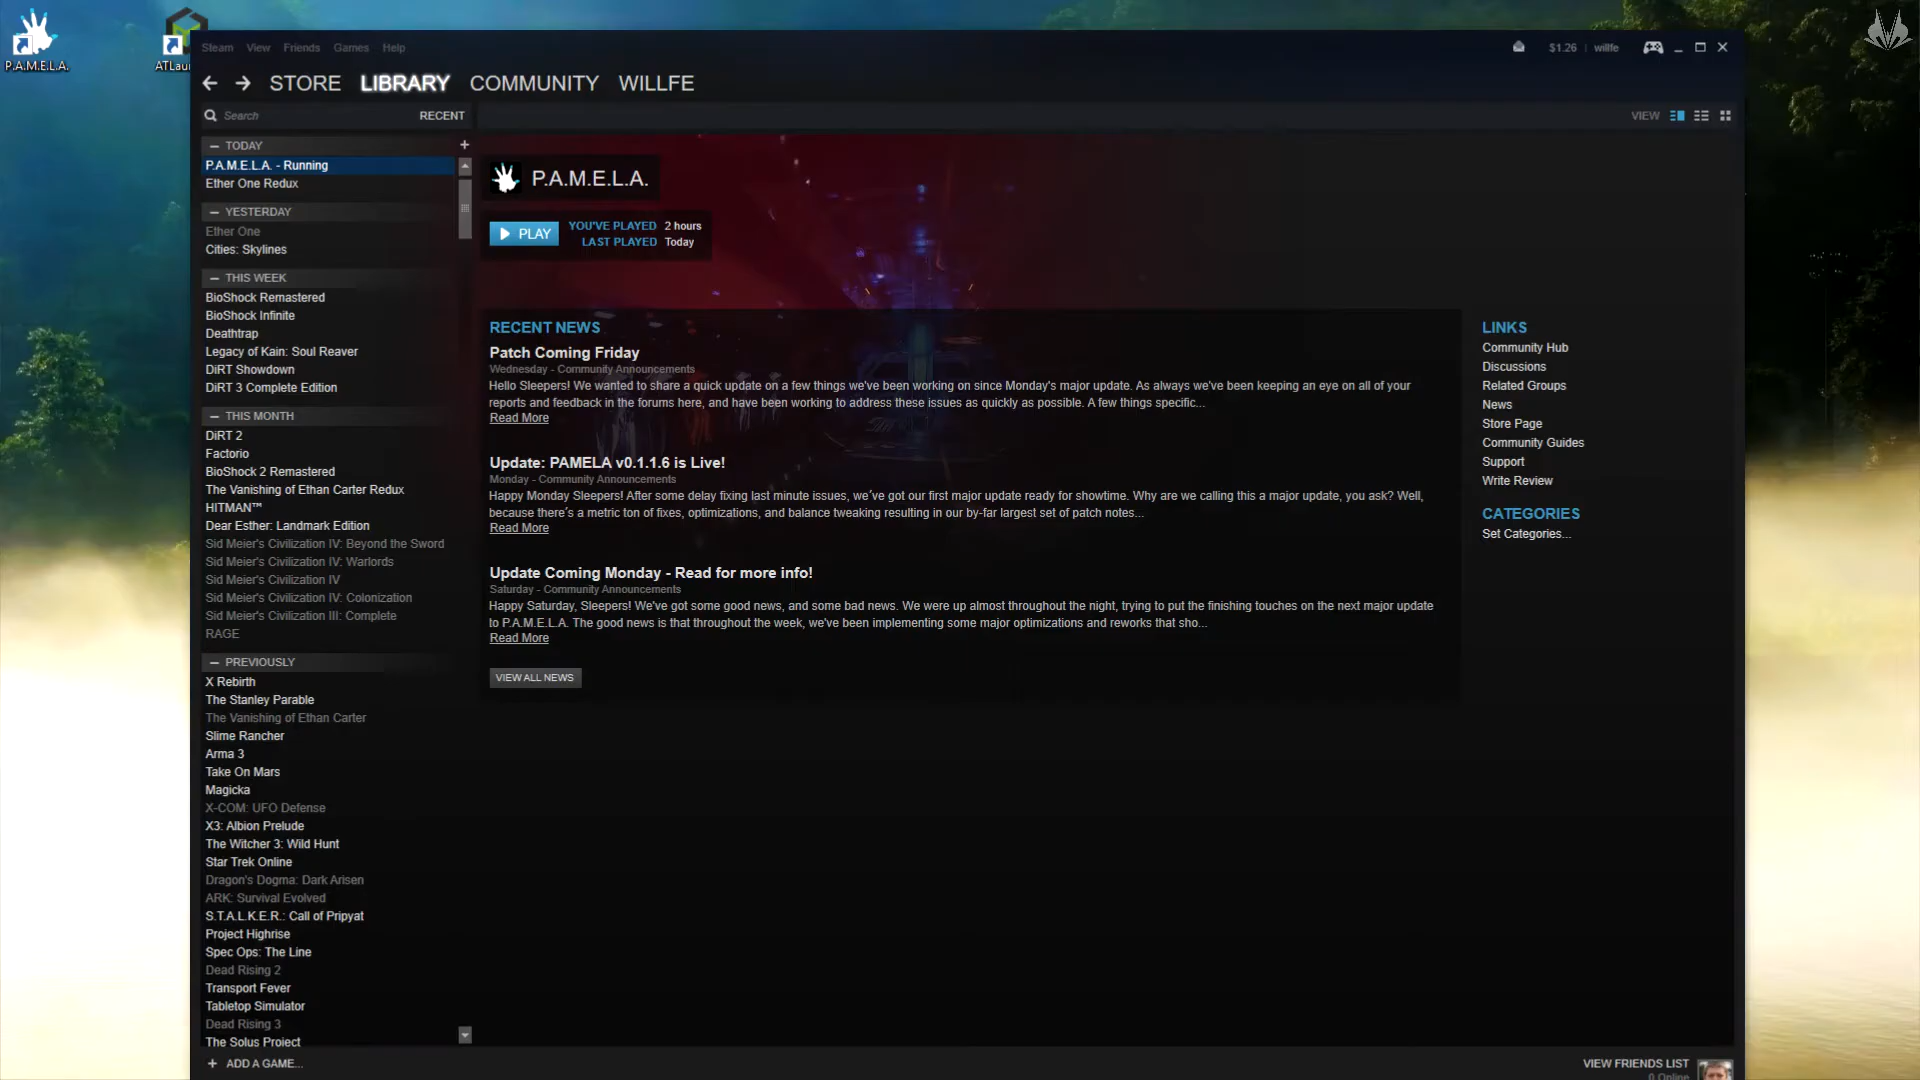 P.A.M.E.L.A.
Steam View Friends Games Help
$1.26 | willfe
STORE LIBRARY COMMUNITY WILLFE
Search RECENT
VIEW
TODAY
P.A.M.E.L.A. - Running
Ether One Redux
YESTERDAY
Ether One
Cities: Skylines
THIS WEEK
BioShock Remastered
BioShock Infinite
Deathtrap
Legacy of Kain: Soul Reaver
DiRT Showdown
DiRT 3 Complete Edition
THIS MONTH
DiRT 2
Factorio
BioShock 2 Remastered
The Vanishing of Ethan Carter Redux
HITMAN™
Dear Esther: Landmark Edition
Sid Meier's Civilization IV: Beyond the Sword
Sid Meier's Civilization IV: Warlords
Sid Meier's Civilization IV
Sid Meier's Civilization IV: Colonization
Sid Meier's Civilization III: Complete
RAGE
PREVIOUSLY
X Rebirth
The Stanley Parable
The Vanishing of Ethan Carter
Slime Rancher
Arma 3
Take On Mars
Magicka
X-COM: UFO Defense
X3: Albion Prelude
The Witcher 3: Wild Hunt
Star Trek Online
Dragon's Dogma: Dark Arisen
ARK: Survival Evolved
S.T.A.L.K.E.R.: Call of Pripyat
Project Highrise
Spec Ops: The Line
Dead Rising 2
Transport Fever
Tabletop Simulator
Dead Rising 3
The Solus Project
+ ADD A GAME...
P.A.M.E.L.A.
PLAY
YOU'VE PLAYED 2 hours
LAST PLAYED Today
RECENT NEWS
Patch Coming Friday
Wednesday - Community Announcements
Hello Sleepers! We wanted to share a quick update on a few things we've been working on since Monday's major update. As always we've been keeping an eye on all of your
reports and feedback in the forums here, and have been working to address these issues as quickly as possible. A few things specific...
Read More
Update: PAMELA v0.1.1.6 is Live!
Monday - Community Announcements
Happy Monday Sleepers! After some delay fixing last minute issues, we´ve got our first major update ready for showtime. Why are we calling this a major update, you ask? Well,
because there´s a metric ton of fixes, optimizations, and balance tweaking resulting in our by-far largest set of patch notes...
Read More
Update Coming Monday - Read for more info!
Saturday - Community Announcements
Happy Saturday, Sleepers! We've got some good news, and some bad news. We were up almost throughout the night, trying to put the finishing touches on the next major update
to P.A.M.E.L.A. The good news is that throughout the week, we've been implementing some major optimizations and reworks that sho...
Read More
VIEW ALL NEWS
LINKS
Community Hub
Discussions
Related Groups
News
Store Page
Community Guides
Support
Write Review
CATEGORIES
Set Categories...
VIEW FRIENDS LIST
0 Online